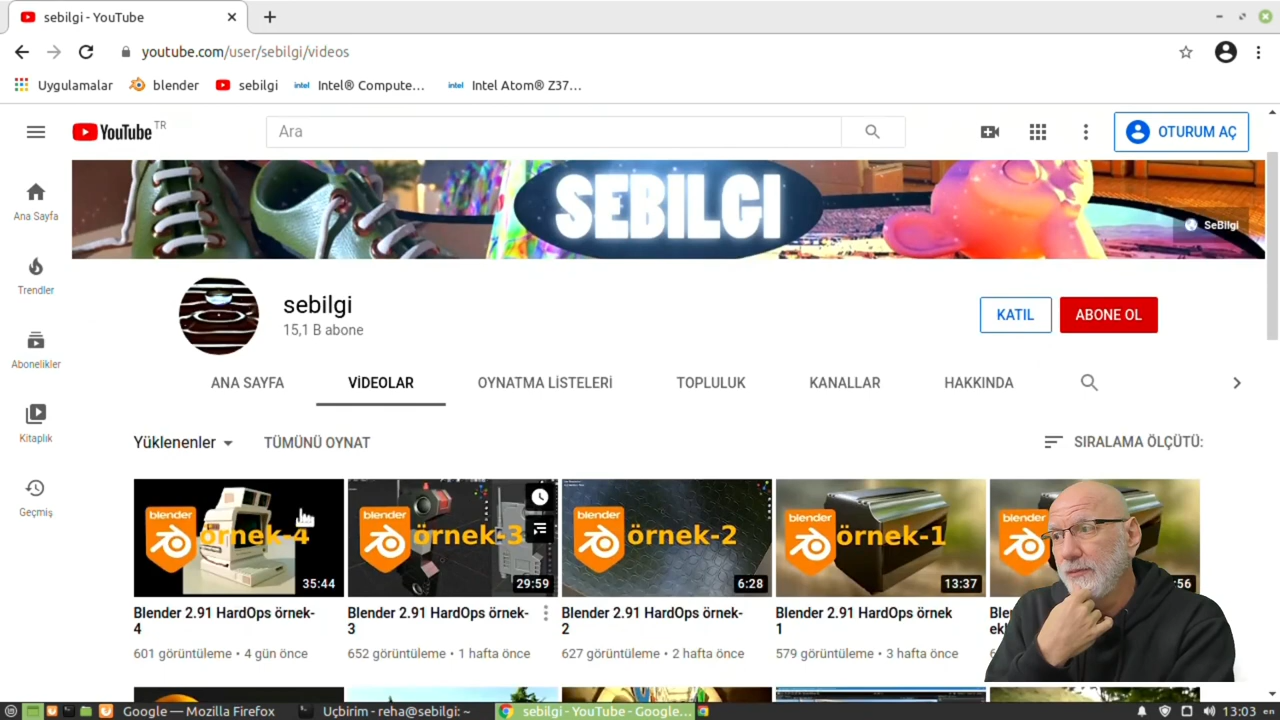 sebilgi - YouTube
youtube.com/user/sebilgi/videos
Uygulamalar
blender
sebilgi
intel
Intel® Compute...
intel
Intel Atom® Z37...
YouTube TR
Ara
OTURUM AÇ
SEBILGI
SeBilgi
Ana Sayfa
Trendler
Abonelikler
Kitaplık
Geçmiş
sebilgi
15,1 B abone
KATIL
ABONE OL
ANA SAYFA
VİDEOLAR
OYNATMA LİSTELERİ
TOPLULUK
KANALLAR
HAKKINDA
Yüklenenler
TÜMÜNÜ OYNAT
SIRALAMA ÖLÇÜTÜ:
blender
örnek-4
35:44
Blender 2.91 HardOps örnek-
4
601 görüntüleme • 4 gün önce
blender
örnek-3
29:59
Blender 2.91 HardOps örnek-
3
652 görüntüleme • 1 hafta önce
blender
örnek-2
6:28
Blender 2.91 HardOps örnek-
2
627 görüntüleme • 2 hafta önce
blender
örnek-1
13:37
Blender 2.91 HardOps örnek
1
579 görüntüleme • 3 hafta önce
:56
Google — Mozilla Firefox
Uçbirim - reha@sebilgi: ~
sebilgi - YouTube - Google...
13:03
en